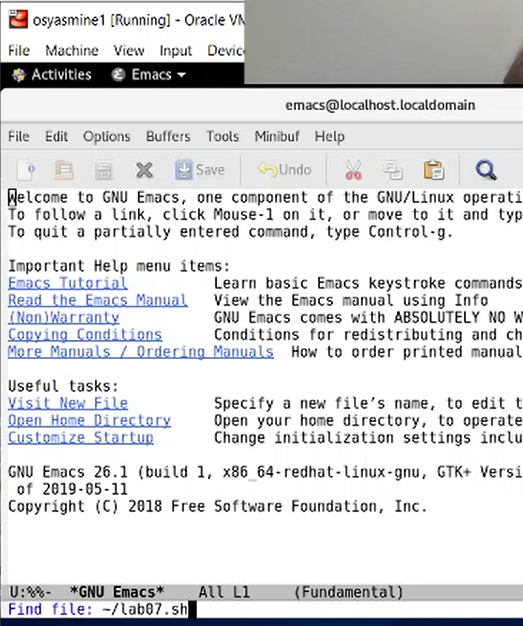 osyasmine1 [Running] - Oracle VM
File Machine View Input Device
Activities Emacs
emacs@localhost.localdomain
File Edit Options Buffers Tools Minibuf Help
Save Undo
Welcome to GNU Emacs, one component of the GNU/Linux operati
To follow a link, click Mouse-1 on it, or move to it and typ
To quit a partially entered command, type Control-g.
Important Help menu items:
Emacs Tutorial Learn basic Emacs keystroke commands
Read the Emacs Manual View the Emacs manual using Info
(Non)Warranty GNU Emacs comes with ABSOLUTELY NO W
Copying Conditions Conditions for redistributing and ch
More Manuals / Ordering Manuals How to order printed manual
Useful tasks:
Visit New File Specify a new file’s name, to edit t
Open Home Directory Open your home directory, to operate
Customize Startup Change initialization settings inclu
GNU Emacs 26.1 (build 1, x86_64-redhat-linux-gnu, GTK+ Versi
of 2019-05-11
Copyright (C) 2018 Free Software Foundation, Inc.
U:%%- *GNU Emacs* All L1 (Fundamental)
Find file: ~/lab07.sh